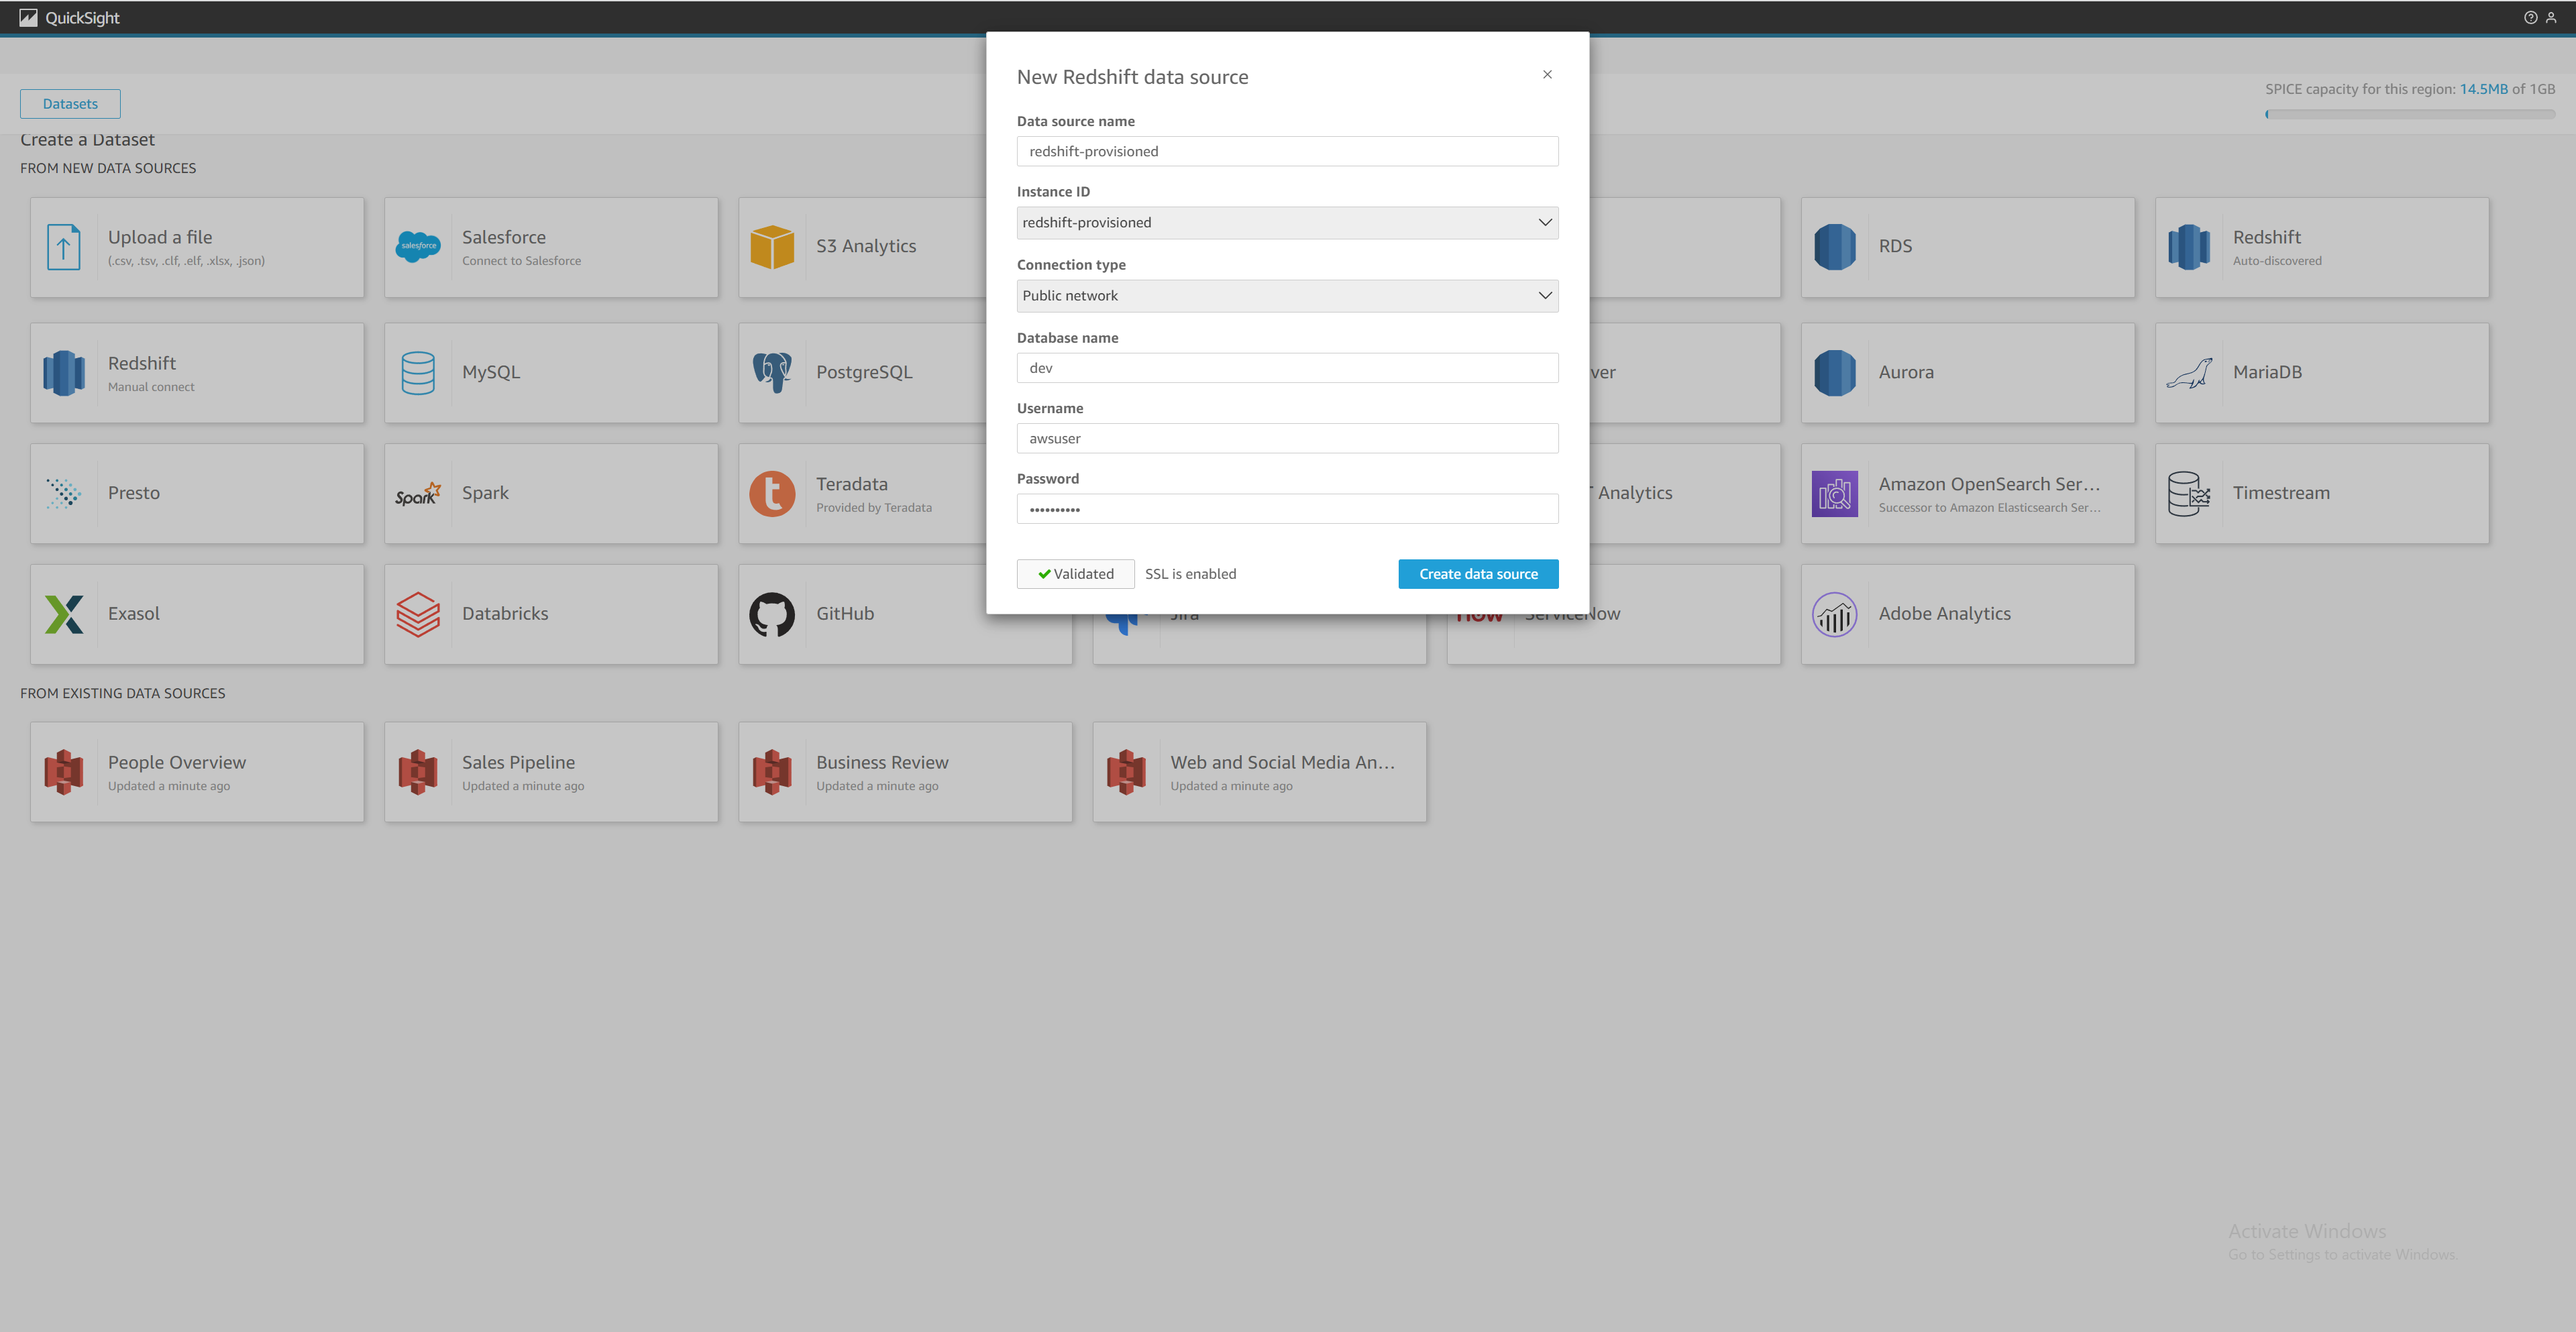 QuickSight
Datasets
SPICE capacity for this region: 14.5MB of 1GB
Create a Dataset
FROM NEW DATA SOURCES
Upload a file
(.csv, .tsv, .clf, .elf, .xlsx, .json)
Salesforce
Connect to Salesforce
salesforce
S3 Analytics
RDS
Redshift
Auto-discovered
Redshift
Manual connect
MySQL
PostgreSQL
ver
Aurora
MariaDB
Presto
Spark
Spark
Teradata
Provided by Teradata
Analytics
Amazon OpenSearch Ser...
Successor to Amazon Elasticsearch Ser...
Timestream
Exasol
Databricks
GitHub
Jira
now
ServiceNow
Adobe Analytics
New Redshift data source
Data source name
redshift-provisioned
Instance ID
redshift-provisioned
Connection type
Public network
Database name
dev
Username
awsuser
Password
••••••••••
Validated
SSL is enabled
Create data source
FROM EXISTING DATA SOURCES
People Overview
Updated a minute ago
Sales Pipeline
Updated a minute ago
Business Review
Updated a minute ago
Web and Social Media An...
Updated a minute ago
Activate Windows
Go to Settings to activate Windows.